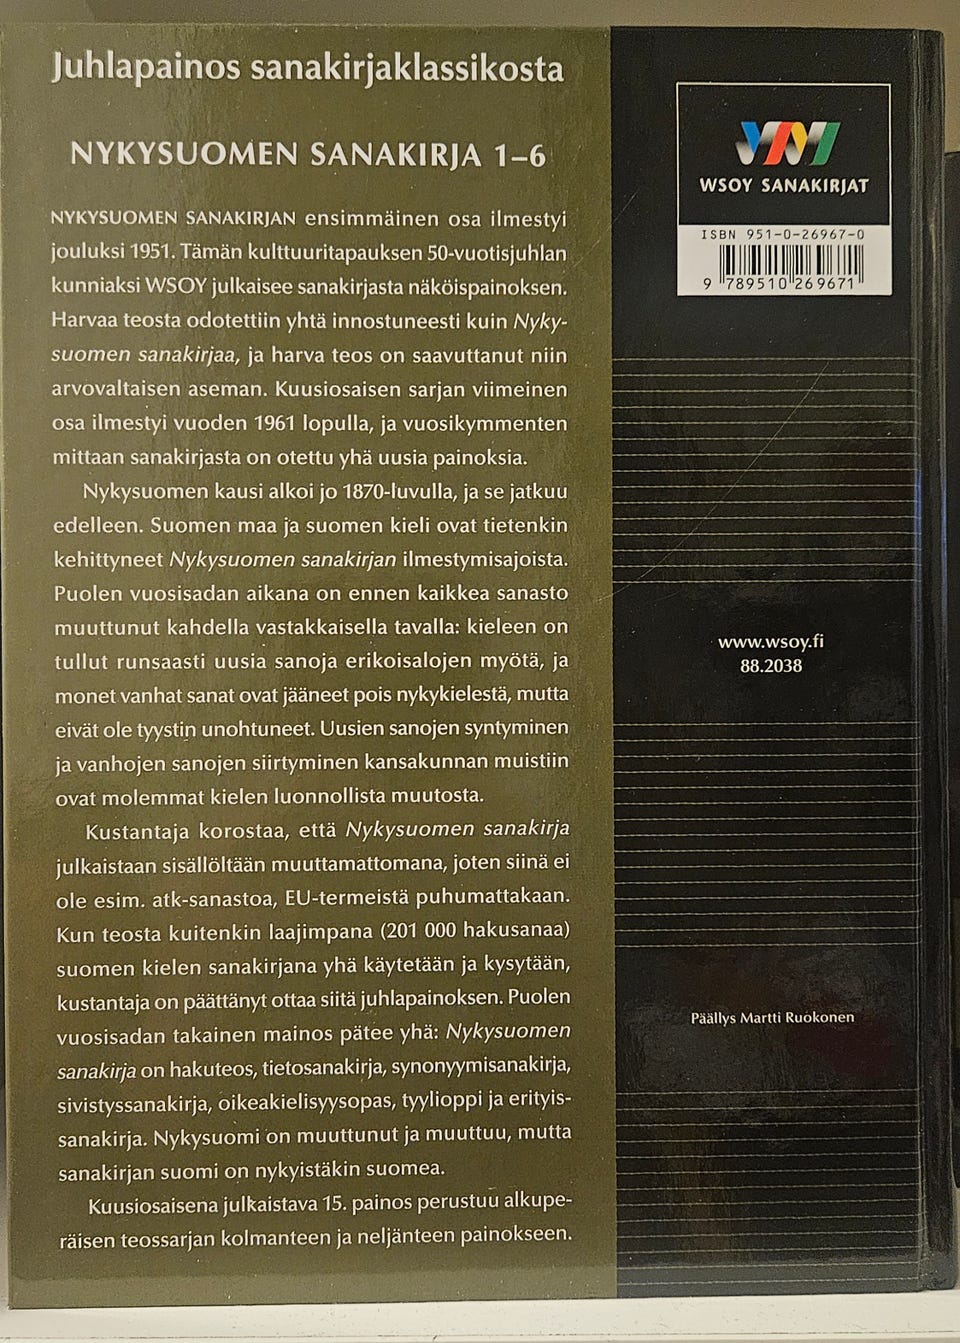 Juhlapainos sanakirjaklassikosta
NYKYSUOMEN SANAKIRJA 1–6
NYKYSUOMEN SANAKIRJAN ensimmäinen osa ilmestyi
jouluksi 1951. Tämän kulttuuritapauksen 50-vuotisjuhlan
kunniaksi WSOY julkaisee sanakirjasta näköispainoksen.
Harvaa teosta odotettiin yhtä innostuneesti kuin Nyky-
suomen sanakirjaa, ja harva teos on saavuttanut niin
arvovaltaisen aseman. Kuusiosaisen sarjan viimeinen
osa ilmestyi vuoden 1961 lopulla, ja vuosikymmenten
mittaan sanakirjasta on otettu yhä uusia painoksia.
Nykysuomen kausi alkoi jo 1870-luvulla, ja se jatkuu
edelleen. Suomen maa ja suomen kieli ovat tietenkin
kehittyneet Nykysuomen sanakirjan ilmestymisajoista.
Puolen vuosisadan aikana on ennen kaikkea sanasto
muuttunut kahdella vastakkaisella tavalla: kieleen on
tullut runsaasti uusia sanoja erikoisalojen myötä, ja
monet vanhat sanat ovat jääneet pois nykykielestä, mutta
eivät ole tyystin unohtuneet. Uusien sanojen syntyminen
ja vanhojen sanojen siirtyminen kansakunnan muistiin
ovat molemmat kielen luonnollista muutosta.
Kustantaja korostaa, että Nykysuomen sanakirja
julkaistaan sisällöltään muuttamattomana, joten siinä ei
ole esim. atk-sanastoa, EU-termeistä puhumattakaan.
Kun teosta kuitenkin laajimpana (201 000 hakusanaa)
suomen kielen sanakirjana yhä käytetään ja kysytään,
kustantaja on päättänyt ottaa siitä juhlapainoksen. Puolen
vuosisadan takainen mainos pätee yhä: Nykysuomen
sanakirja on hakuteos, tietosanakirja, synonyymisanakirja,
sivistyssanakirja, oikeakielisyysopas, tyylioppi ja erityis-
sanakirja. Nykysuomi on muuttunut ja muuttuu, mutta
sanakirjan suomi on nykyistäkin suomea.
Kuusiosaisena julkaistava 15. painos perustuu alkupe-
räisen teossarjan kolmanteen ja neljänteen painokseen.
WSOY SANAKIRJAT
ISBN 951-0-26967-0
9 789510 269671
www.wsoy.fi
88.2038
Päällys Martti Ruokonen